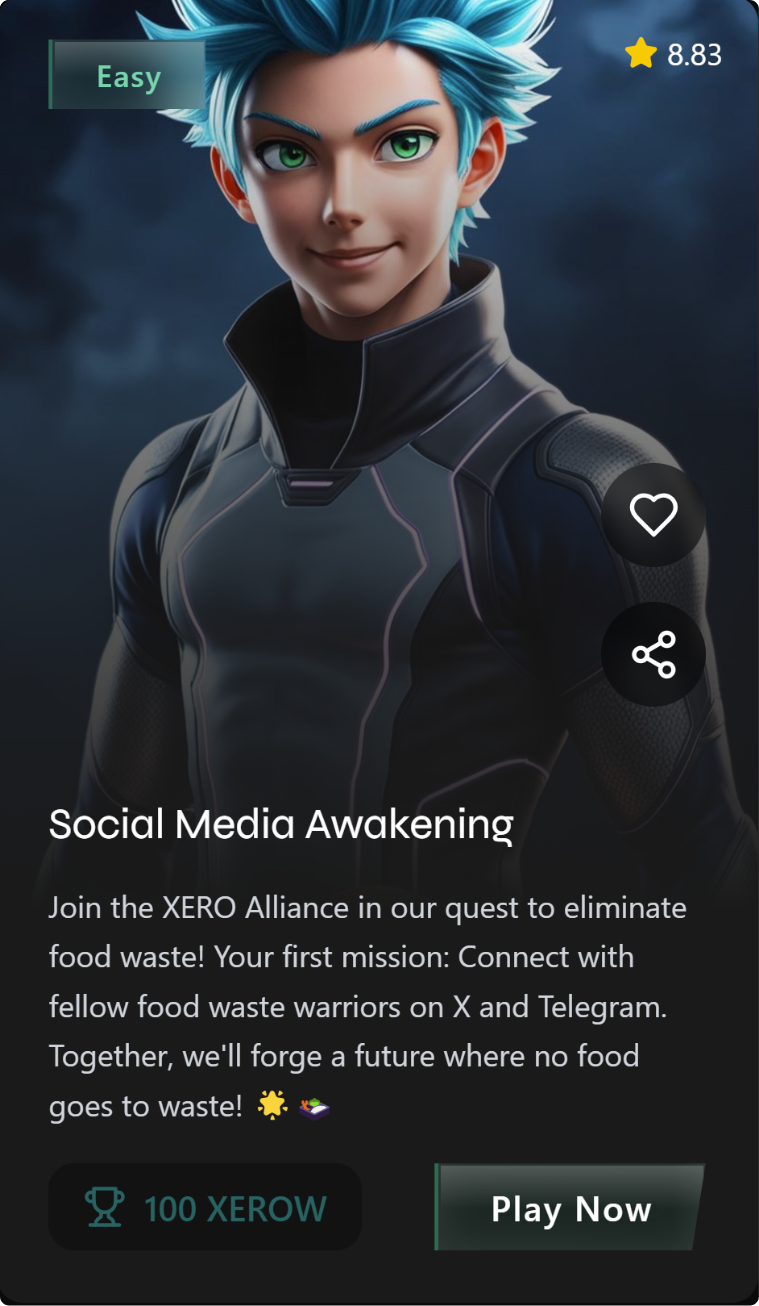 Easy
8.83
Social Media Awakening
Join the XERO Alliance in our quest to eliminate
food waste! Your first mission: Connect with
fellow food waste warriors on X and Telegram.
Together, we'll forge a future where no food
goes to waste! 🌟 🍱
100 XEROW
Play Now